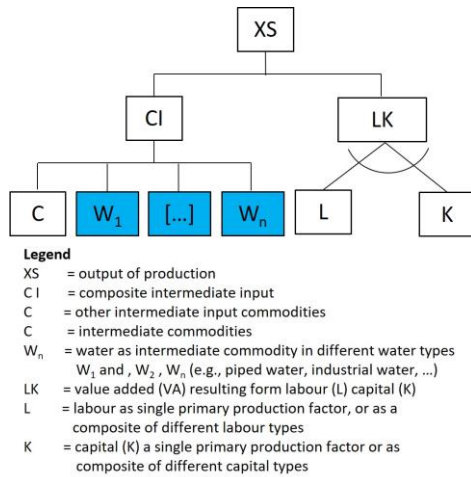 XS
CI
LK
C
W1
[...]
Wn
L
K
Legend
XS = output of production
C I = composite intermediate input
C = other intermediate input commodities
C = intermediate commodities
Wn = water as intermediate commodity in different water types
W1 and , W2 , Wn (e.g., piped water, industrial water, ...)
LK = value added (VA) resulting form labour (L) capital (K)
L = labour as single primary production factor, or as a
composite of different labour types
K = capital (K) a single primary production factor or as
composite of different capital types